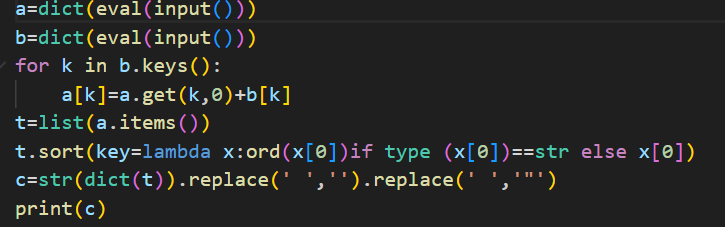 a=dict(eval(input()))
b=dict(eval(input()))
for k in b.keys():
    a[k]=a.get(k,0)+b[k]
t=list(a.items())
t.sort(key=lambda x:ord(x[0])if type (x[0])==str else x[0])
c=str(dict(t)).replace(' ','').replace(' ','"')
print(c)